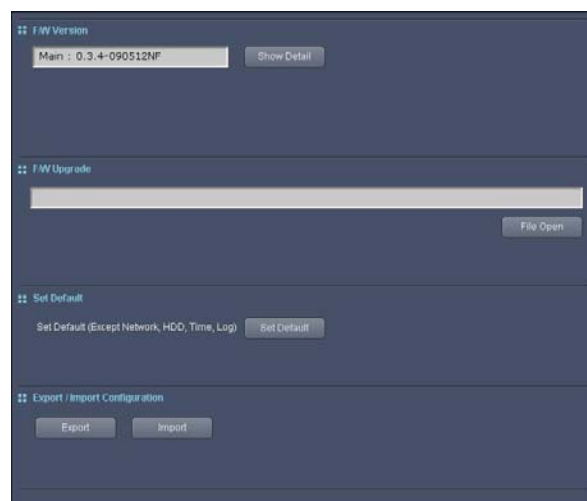 F/W Version
Main : 0.3.4-090512NF Show Detail
F/W Upgrade
File Open
Set Default
Set Default (Except Network, HDD, Time, Log) Set Default
Export / Import Configuration
Export Import